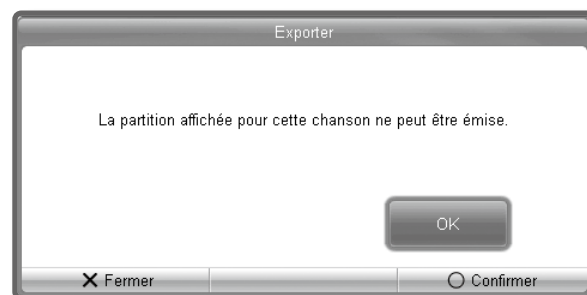 Exporter
La partition affichée pour cette chanson ne peut être émise.
OK
X Fermer
O Confirmer